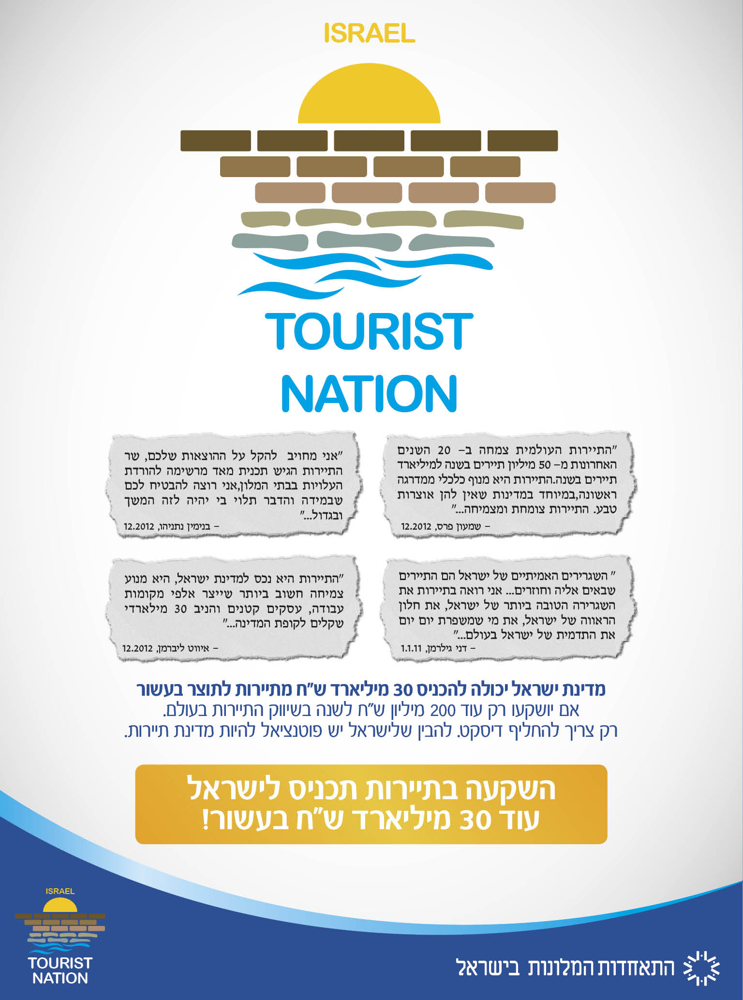 ISRAEL
TOURIST
NATION
"התיירות העולמית צמחה ב– 20 השנים
האחרונות מ– 50 מיליון תיירים בשנה למיליארד
תיירים בשנה.התיירות היא מנוף כלכלי ממדרגה
ראשונה,במיוחד במדינות שאין להן אוצרות
טבע. התיירות צומחת ומצמיחה..."
– שמעון פרס, 12.2012
"אני מחויב להקל על ההוצאות שלכם, שר
התיירות הגיש תכנית מאד מרשימה להורדת
העלויות בבתי המלון,אני רוצה להבטיח לכם
שבמידה והדבר תלוי בי יהיה לזה המשך
ובגדול..."
– בנימין נתניהו, 12.2012
" השגרירים האמיתיים של ישראל הם התיירים
שבאים אליה וחוזרים... אני רואה בתיירות את
השגרירה הטובה ביותר של ישראל, את חלון
הראווה של ישראל, את מי שמשפרת יום יום
את התדמית של ישראל בעולם..."
– דני גילרמן, 1.1.11
"התיירות היא נכס למדינת ישראל, היא מנוע
צמיחה חשוב ביותר שייצר אלפי מקומות
עבודה, עסקים קטנים והניב 30 מילארדי
שקלים לקופת המדינה..."
– איווט ליברמן, 12.2012
מדינת ישראל יכולה להכניס 30 מיליארד ש"ח מתיירות לתוצר בעשור
אם יושקעו רק עוד 200 מיליון ש"ח לשנה בשיווק התיירות בעולם.
רק צריך להחליף דיסקט. להבין שלישראל יש פוטנציאל להיות מדינת תיירות.
השקעה בתיירות תכניס לישראל
עוד 30 מיליארד ש"ח בעשור!
ISRAEL
TOURIST
NATION
התאחדות המלונות בישראל